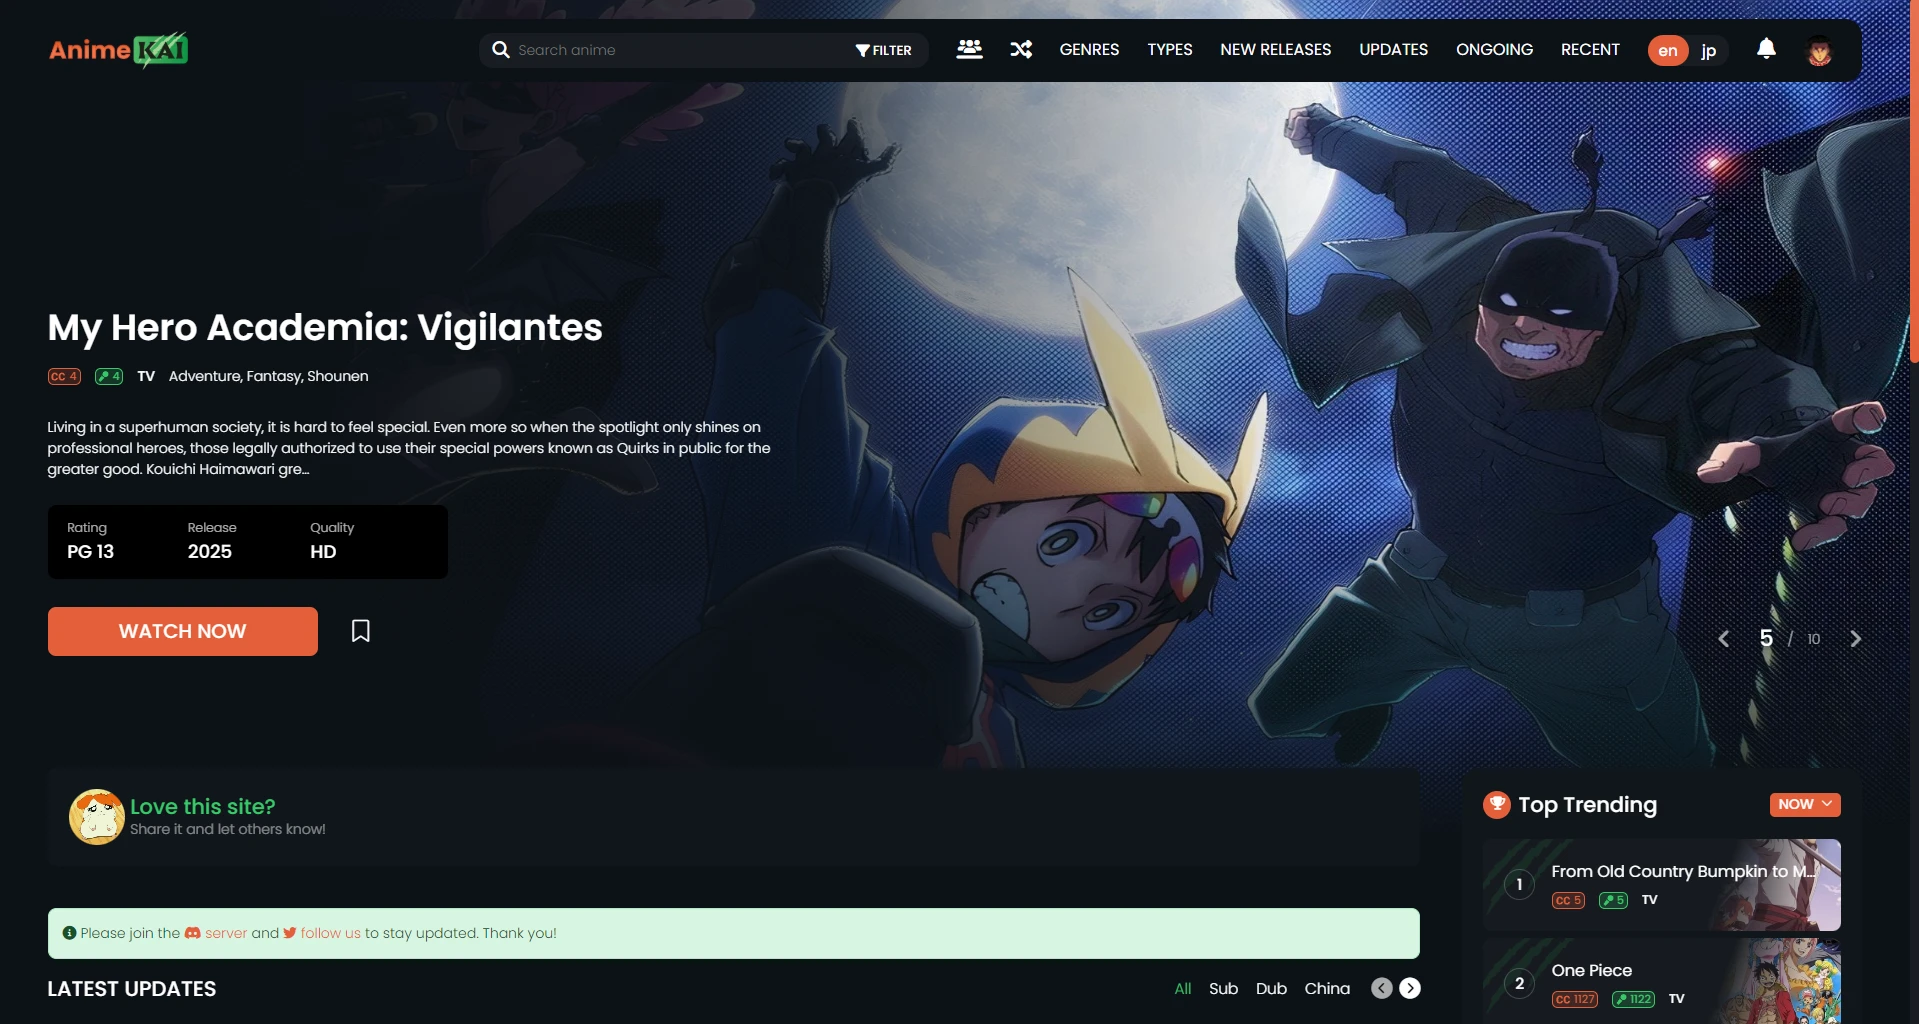 Anime KAI
Search anime
FILTER
GENRES
TYPES
NEW RELEASES
UPDATES
ONGOING
RECENT
en
jp
My Hero Academia: Vigilantes
CC 4
4
TV
Adventure, Fantasy, Shounen
Living in a superhuman society, it is hard to feel special. Even more so when the spotlight only shines on
professional heroes, those legally authorized to use their special powers known as Quirks in public for the
greater good. Kouichi Haimawari gre...
Rating
Release
Quality
PG 13
2025
HD
WATCH NOW
5 / 10
Love this site?
Share it and let others know!
Please join the server and follow us to stay updated. Thank you!
LATEST UPDATES
All
Sub
Dub
China
Top Trending
NOW
1
From Old Country Bumpkin to M...
CC 5
5
TV
2
One Piece
CC 1127
1122
TV